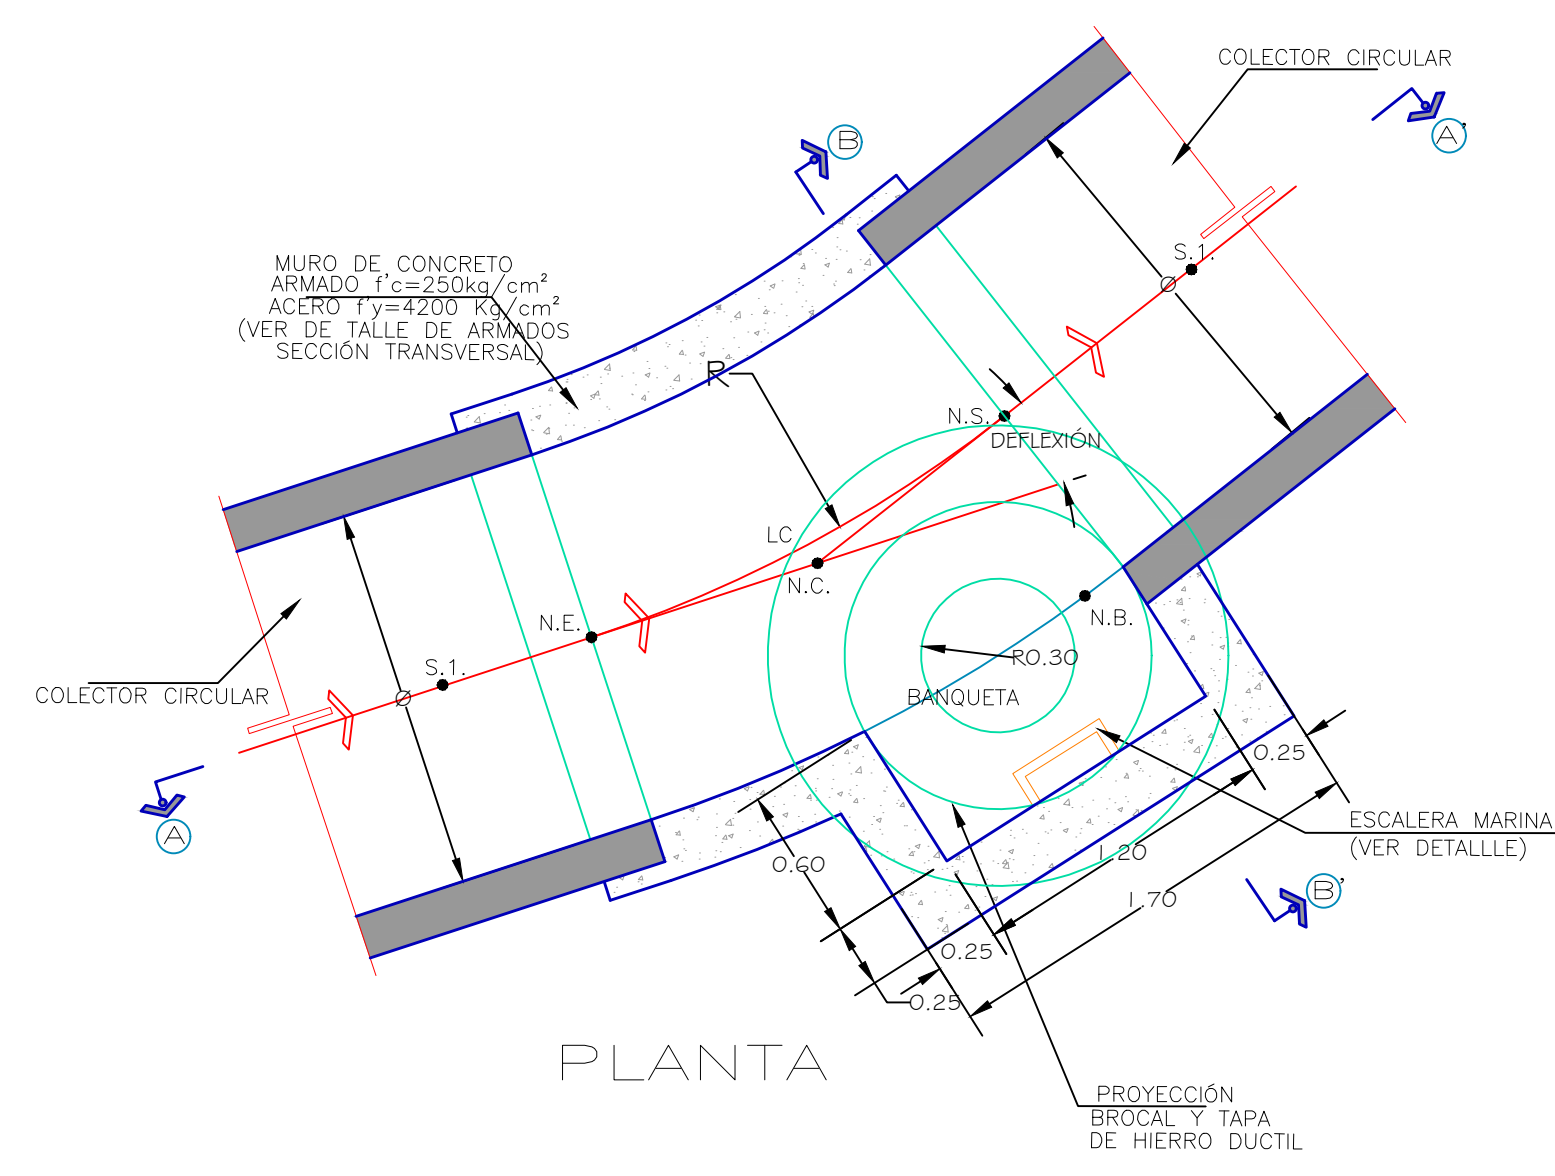 COLECTOR CIRCULAR
A'
B
S.1.
Ø
MURO DE CONCRETO
ARMADO f'c=250kg/cm²
ACERO f'y=4200 Kg/cm²
(VER DE TALLE DE ARMADOS
SECCIÓN TRANSVERSAL)
R
N.S.
DEFLEXIÓN
LC
N.C.
N.E.
N.B.
R0.30
S.1.
Ø
COLECTOR CIRCULAR
BANQUETA
A
0.25
ESCALERA MARINA
(VER DETALLLE)
1.20
0.60
B'
1.70
0.25
0.25
PLANTA
PROYECCIÓN
BROCAL Y TAPA
DE HIERRO DUCTIL